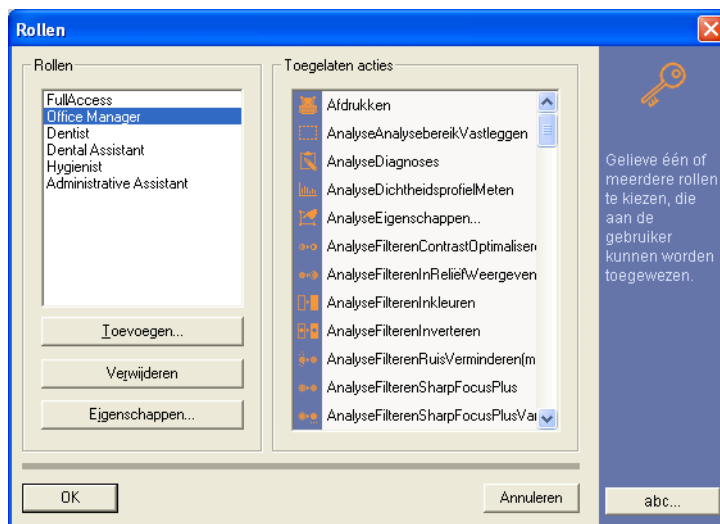 Rollen
Rollen
FullAccess
Office Manager
Dentist
Dental Assistant
Hygienist
Administrative Assistant
Toevoegen...
Verwijderen
Eigenschappen...
Toegelaten acties
Afdrukken
AnalyseAnalysebereikVastleggen
AnalyseDiagnoses
AnalyseDichtheidsprofielMeten
AnalyseEigenschappen...
AnalyseFilterenContrastOptimalisere
AnalyseFilterenInReliëfWeergeven
AnalyseFilterenInkleuren
AnalyseFilterenInverteren
AnalyseFilterenRuisVerminderen(m
AnalyseFilterenSharpFocusPlus
AnalyseFilterenSharpFocusPlusVar
Gelieve één of
meerdere rollen
te kiezen, die
aan de
gebruiker
kunnen worden
toegewezen.
OK
Annuleren
abc...